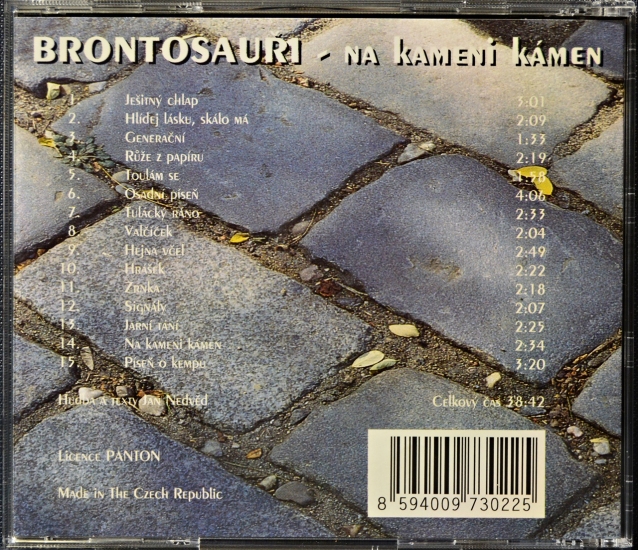 BRONTOSAUŘI - NA KAMENI KÁMEN
1. JEŠITNÝ CHLAP 3:01
2. HLÍDEJ LÁSKU, SKÁLO MÁ 2:09
3. GENERAČNÍ 1:33
4. RŮŽE Z PAPÍRU 2:19
5. TOULÁM SE 1:58
6. OSADNÍ PÍSEŇ 4:06
7. TULÁCKÝ RÁNO 2:33
8. VALČÍČEK 2:04
9. HEJNA VČEL 2:49
10. HRÁŠEK 2:22
11. ZRNKA 2:18
12. SIGNÁLY 2:07
13. JARNÍ TÁNÍ 2:25
14. NA KAMENI KÁMEN 2:34
15. PÍSEŇ O KEMPU 3:20
HUDBA A TEXTY JAN NEDVĚD CELKOVÝ ČAS 38:42
LICENCE PANTON
MADE IN THE CZECH REPUBLIC
8 594009 730225